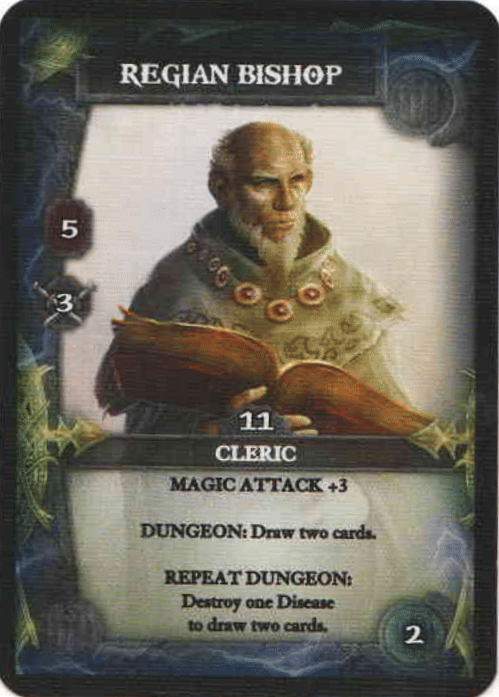 REGIAN BISHOP
5
3
11
CLERIC
MAGIC ATTACK +3
DUNGEON: Draw two cards.
REPEAT DUNGEON:
Destroy one Disease
to draw two cards.
2